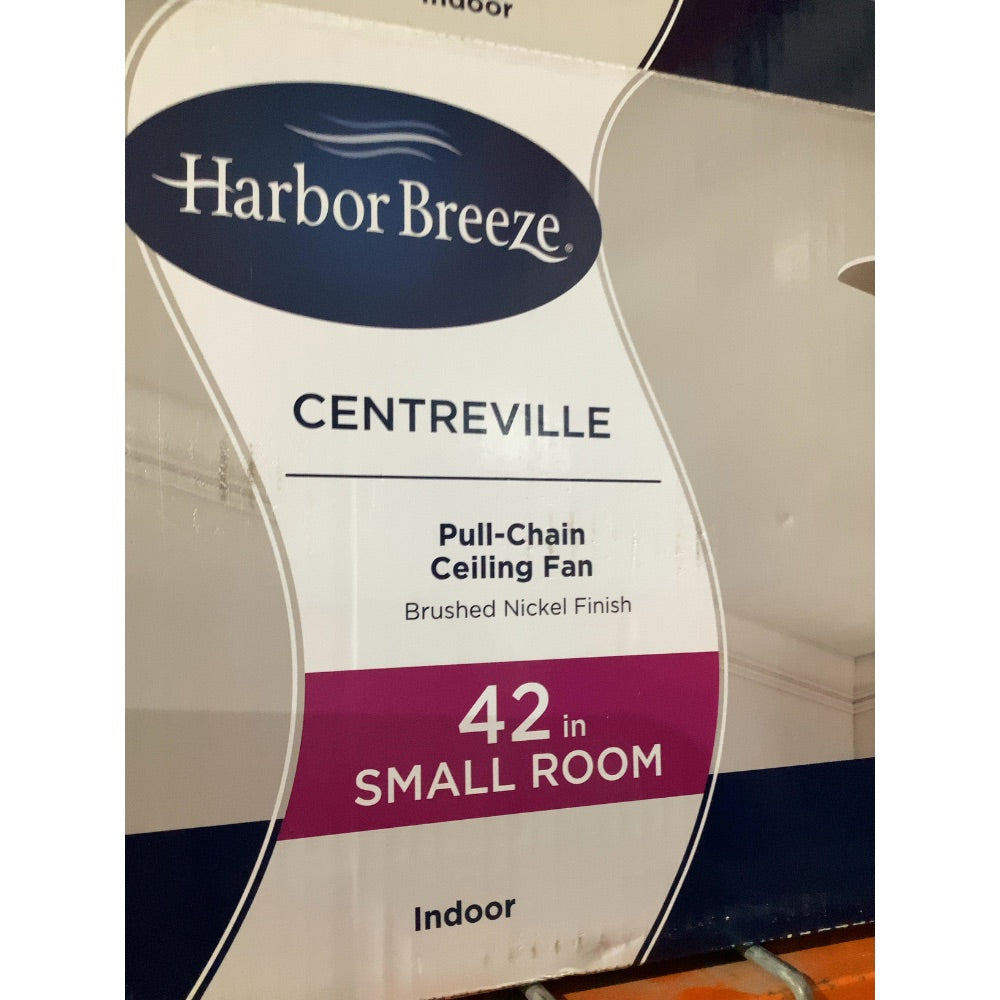 Indoor
Harbor Breeze®
CENTREVILLE
Pull-Chain
Ceiling Fan
Brushed Nickel Finish
42 in
SMALL ROOM
Indoor